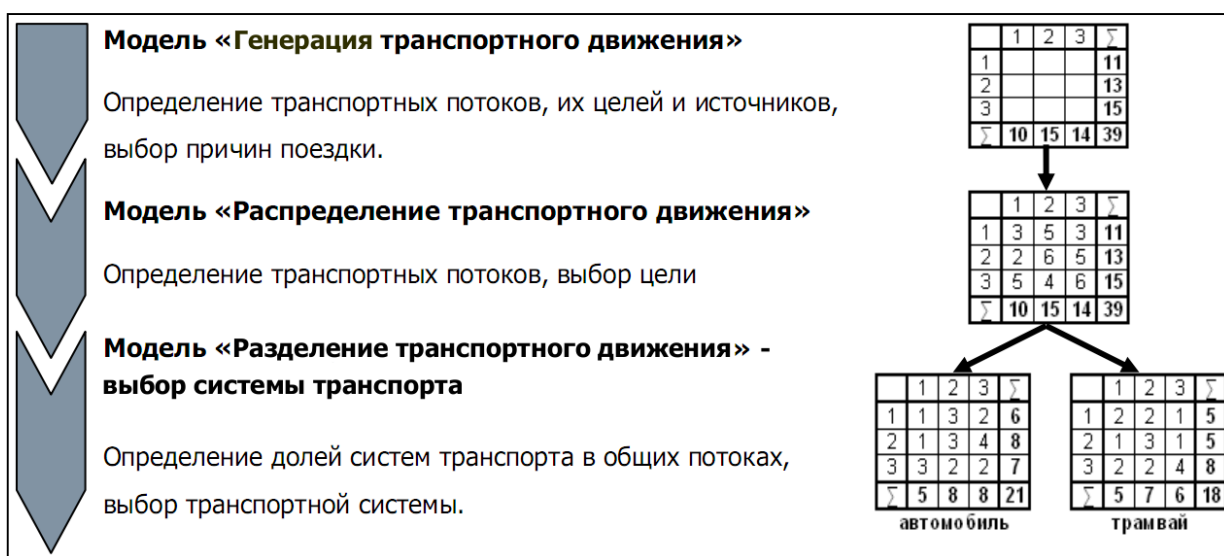 Модель «Генерация транспортного движения»
Определение транспортных потоков, их целей и источников,
выбор причин поездки.
Модель «Распределение транспортного движения»
Определение транспортных потоков, выбор цели
Модель «Разделение транспортного движения» -
выбор системы транспорта
Определение долей систем транспорта в общих потоках,
выбор транспортной системы.
1 2 3 ∑
1 11
2 13
3 15
∑ 10 15 14 39
1 2 3 ∑
1 3 5 3 11
2 2 6 5 13
3 5 4 6 15
∑ 10 15 14 39
1 2 3 ∑
1 1 3 2 6
2 1 3 4 8
3 3 2 2 7
∑ 5 8 8 21
автомобиль
1 2 3 ∑
1 2 2 1 5
2 1 3 1 5
3 2 2 4 8
∑ 5 7 6 18
трамвай